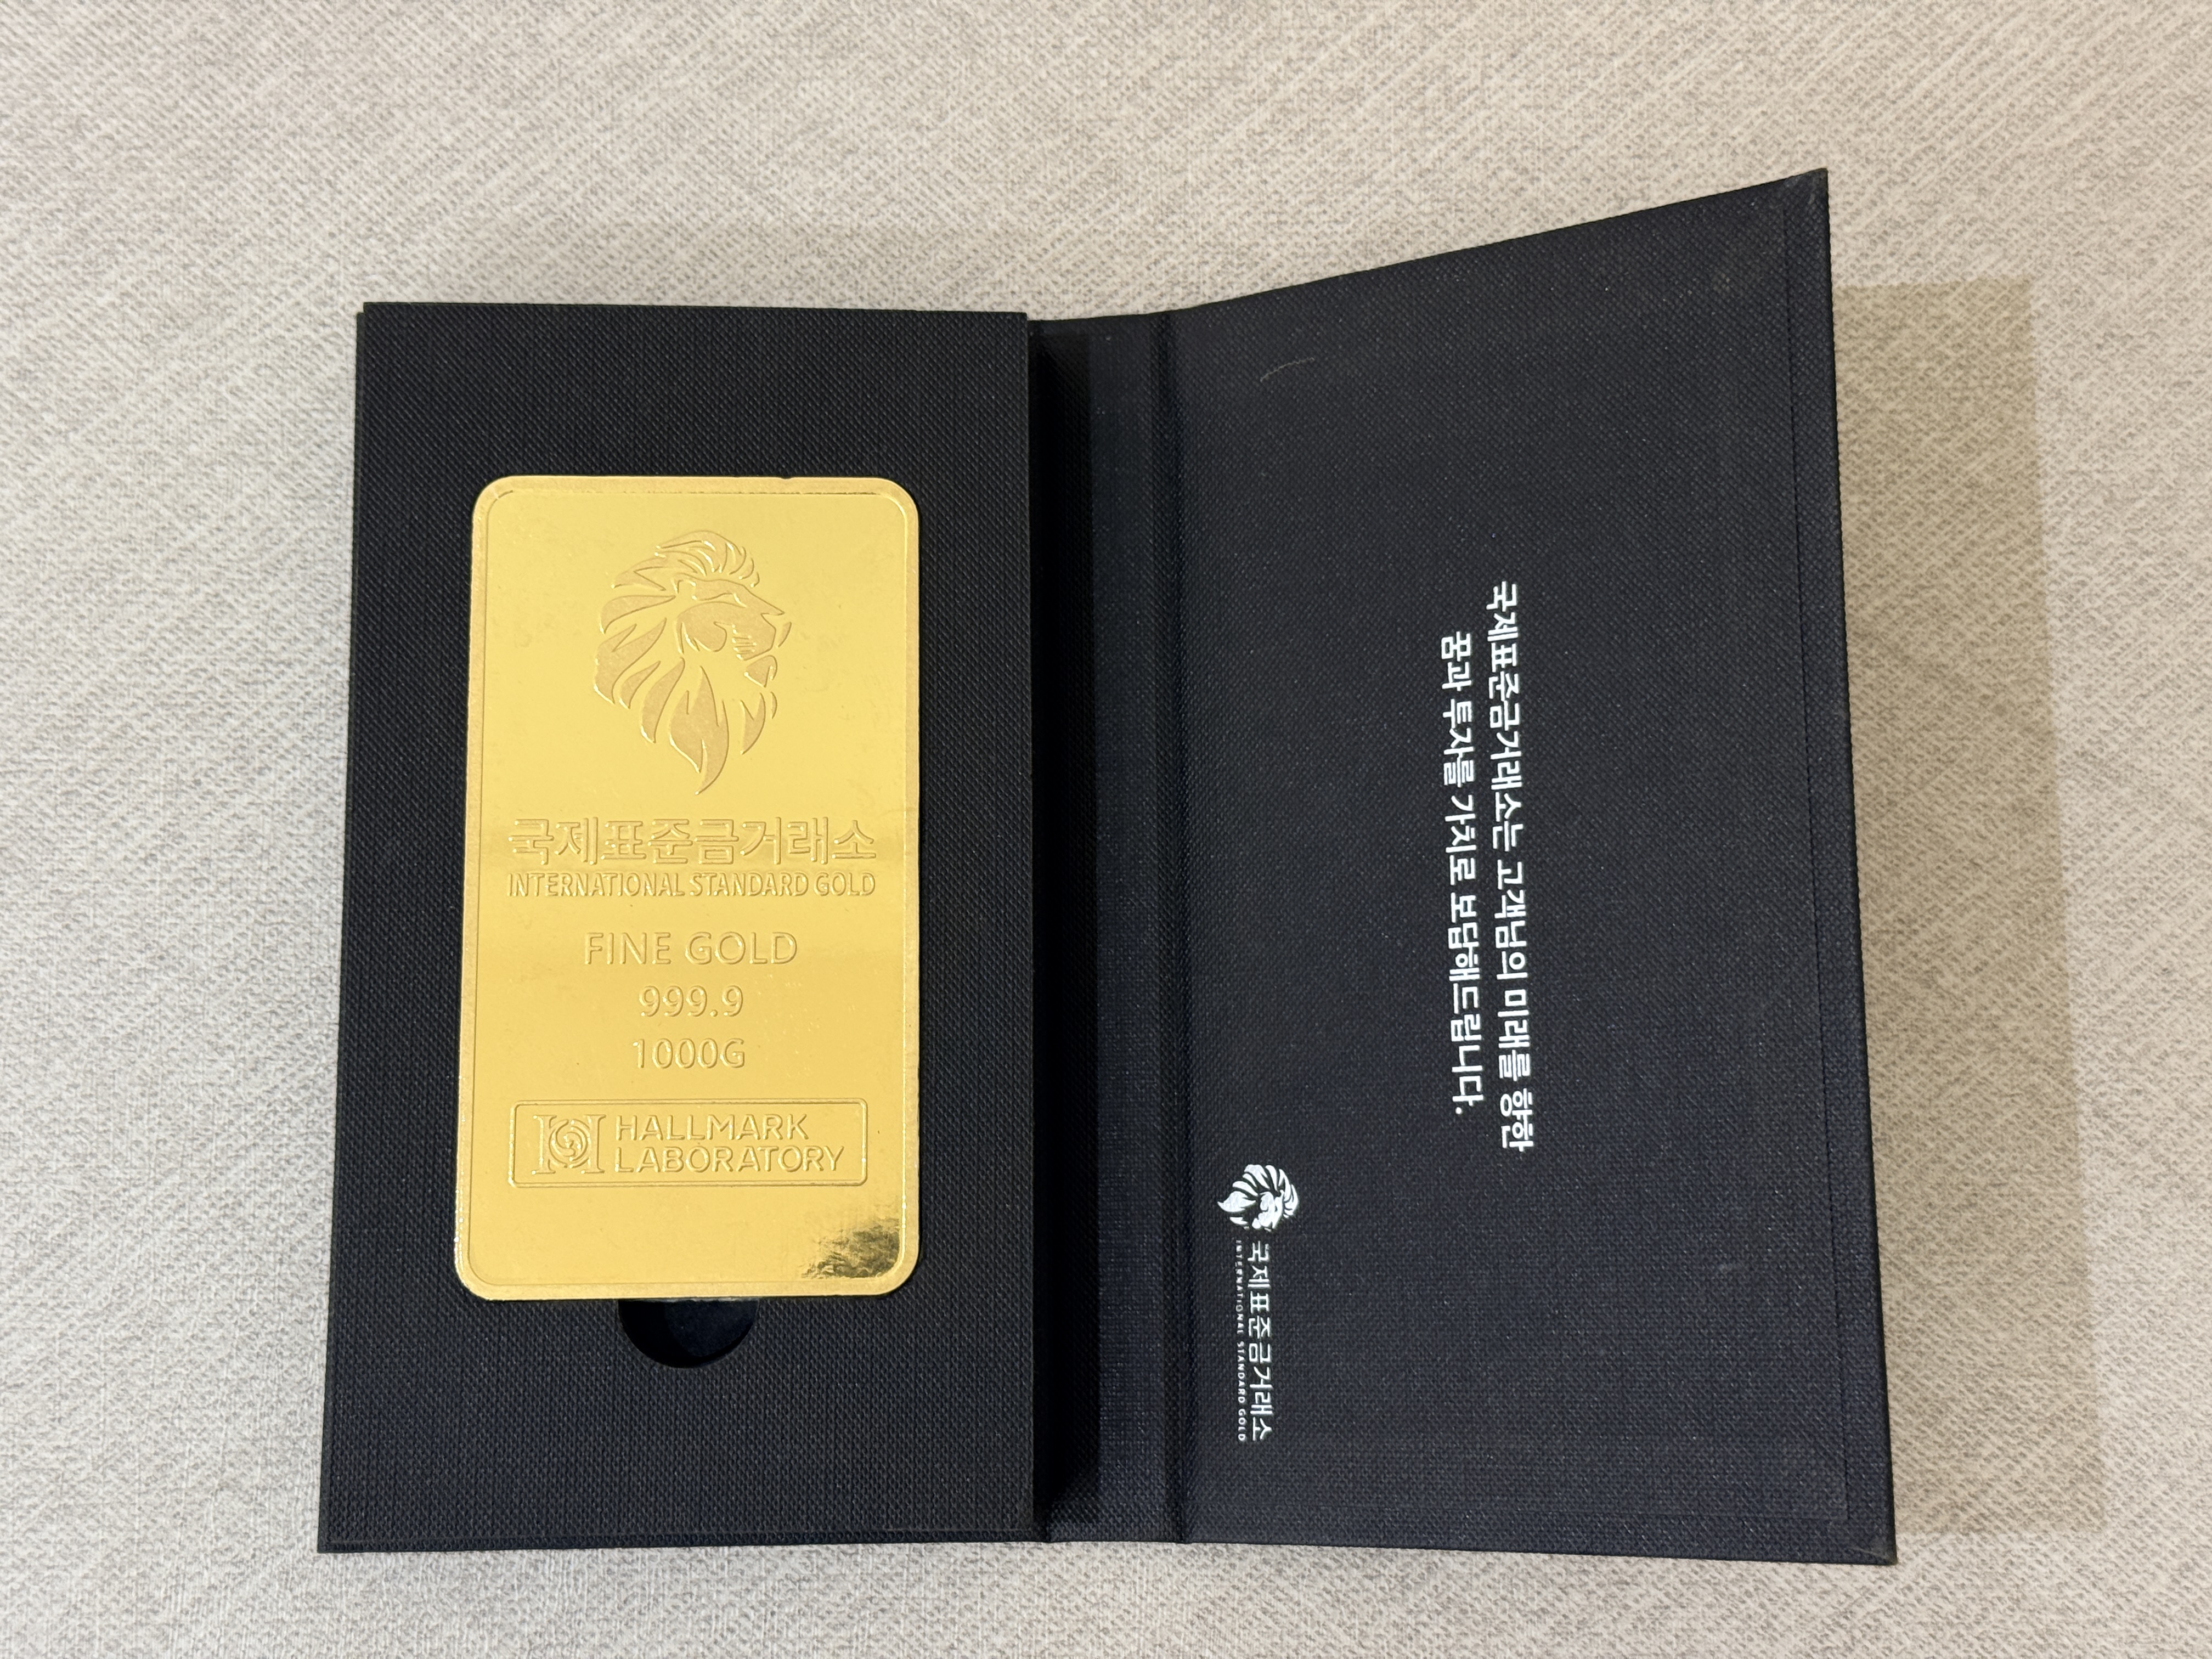 국제표준금거래소
INTERNATIONAL STANDARD GOLD
FINE GOLD
999.9
1000G
HALLMARK
LABORATORY
국제표준금거래소는 고객님의 미래를 향한
꿈과 투자를 가치로 보답해드립니다.
국제표준금거래소
INTERNATIONAL STANDARD GOLD